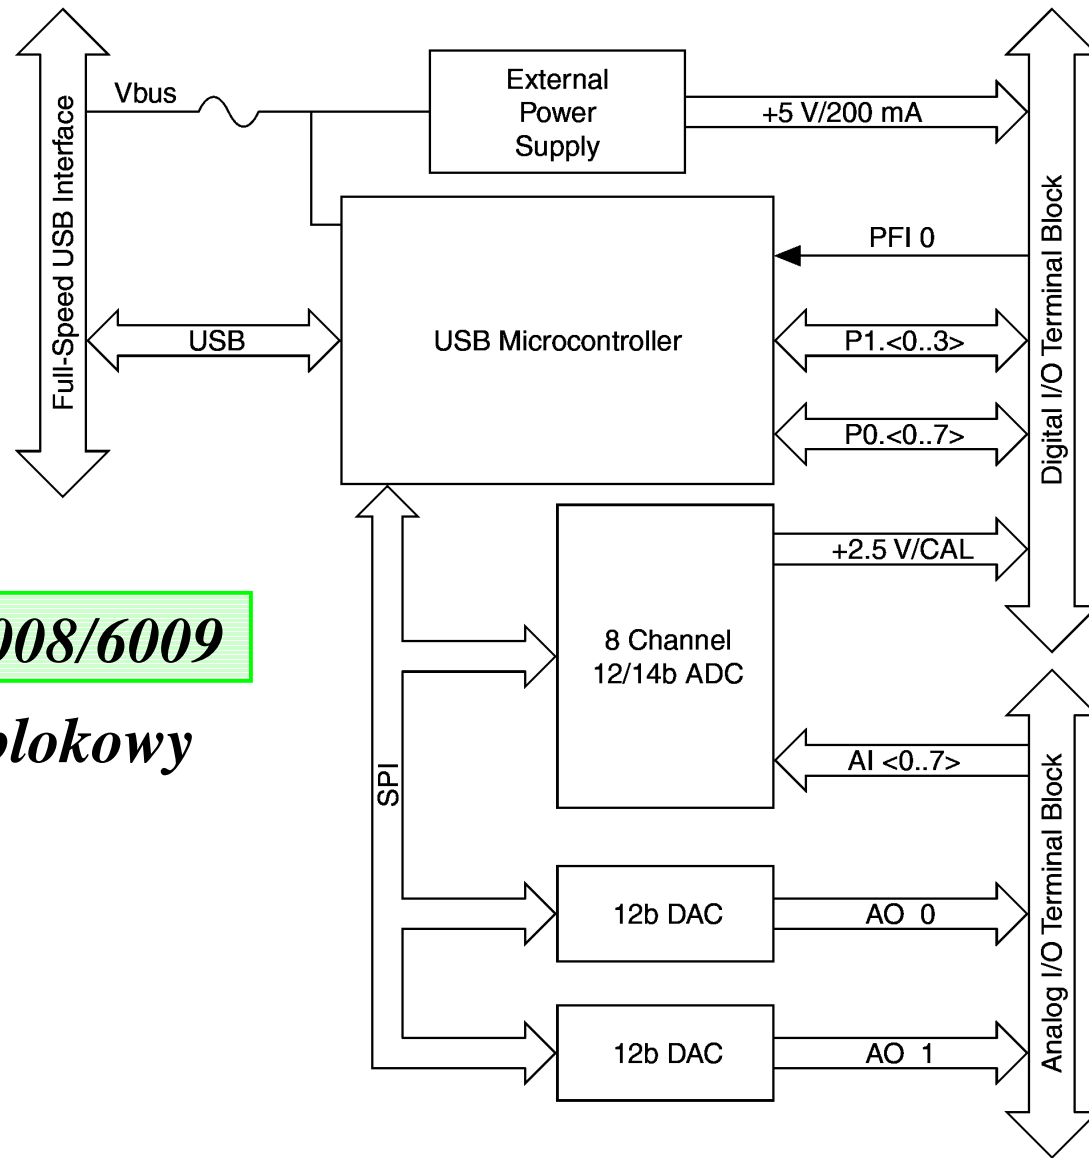 Vbus
External
Power
Supply
+5 V/200 mA
Full-Speed USB Interface
PFI 0
USB
USB Microcontroller
P1.<0..3>
P0.<0..7>
Digital I/O Terminal Block
+2.5 V/CAL
008/6009
8 Channel
12/14b ADC
blokowy
SPI
AI <0..7>
Analog I/O Terminal Block
12b DAC
AO 0
12b DAC
AO 1